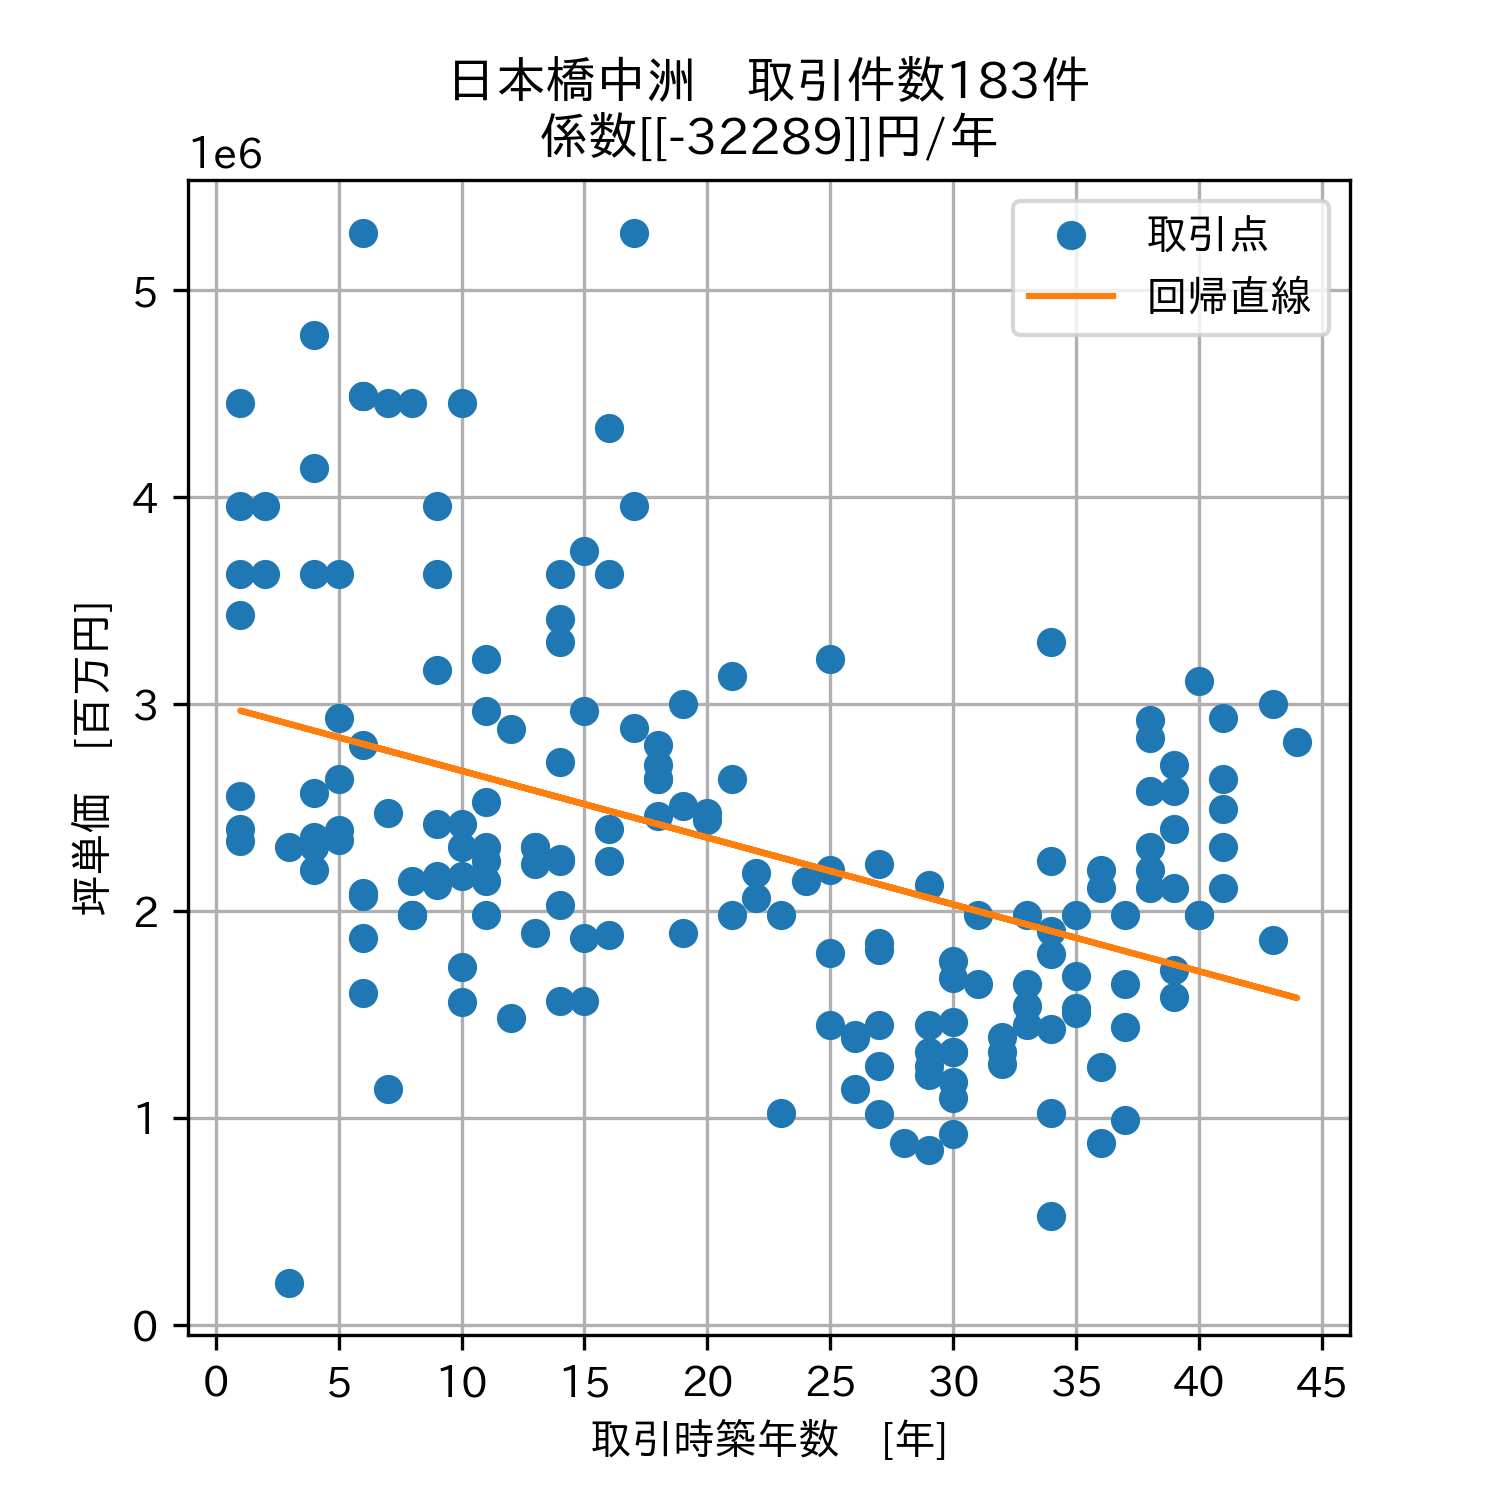 日本橋中洲　取引件数183件
係数[[-32289]]円/年
1e6
取引点
回帰直線
5
4
3
2
1
0
坪単価　[百万円]
0 5 10 15 20 25 30 35 40 45
取引時築年数　[年]